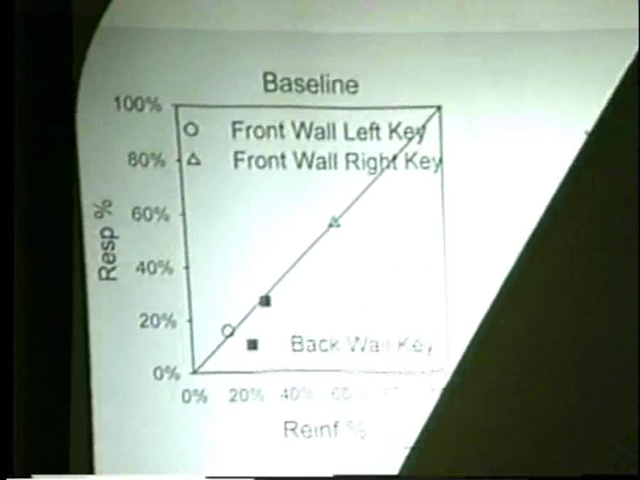 Baseline
100%
Front Wall Left Key
80%
Front Wall Right Key
60%
Resp %
40%
20%
Back Wall Key
0%
0% 20% 40% 60%
Reinf %